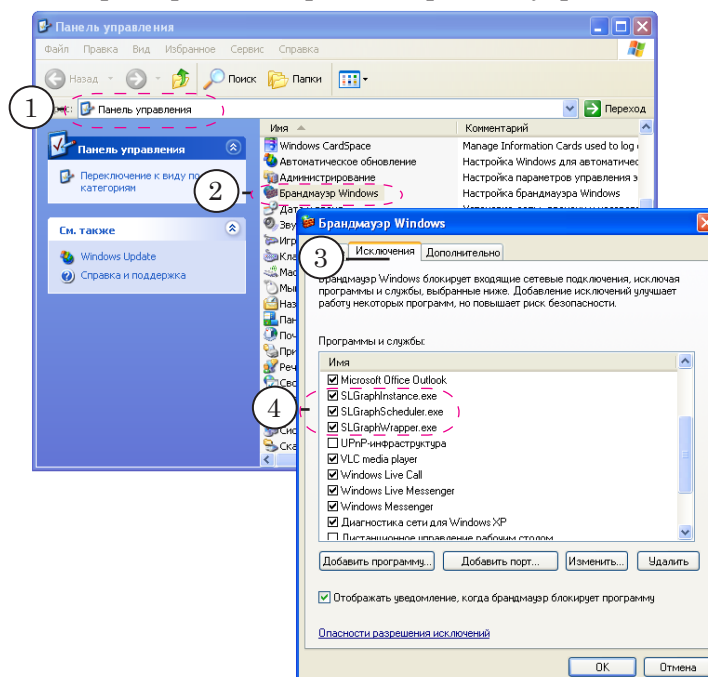 Панель управления
Файл Правка Вид Избранное Сервис Справка
Назад Поиск Папки
1 Панель управления Переход
Имя Комментарий
Панель управления
Переключение к виду по категориям
См. также
Windows Update
Справка и поддержка
Windows CardSpace Manage Information Cards used to log
Автоматическое обновление Настройка Windows для автоматичес
Администрирование Настройка параметров управления э
2 Брандмауэр Windows Настройка брандмауэра Windows
Брандмауэр Windows
3 Исключения Дополнительно
Брандмауэр Windows блокирует входящие сетевые подключения, исключая
программы и службы, выбранные ниже. Добавление исключений улучшает
работу некоторых программ, но повышает риск безопасности.
Программы и службы:
Имя
Microsoft Office Outlook
4 SLGraphInstance.exe
SLGraphScheduler.exe
SLGraphWrapper.exe
UPnP-инфраструктура
VLC media player
Windows Live Call
Windows Live Messenger
Windows Messenger
Диагностика сети для Windows XP
Дистанционное управление рабочим столом
Добавить программу... Добавить порт... Изменить... Удалить
Отображать уведомление, когда брандмауэр блокирует программу
Опасности разрешения исключений
OK Отмена